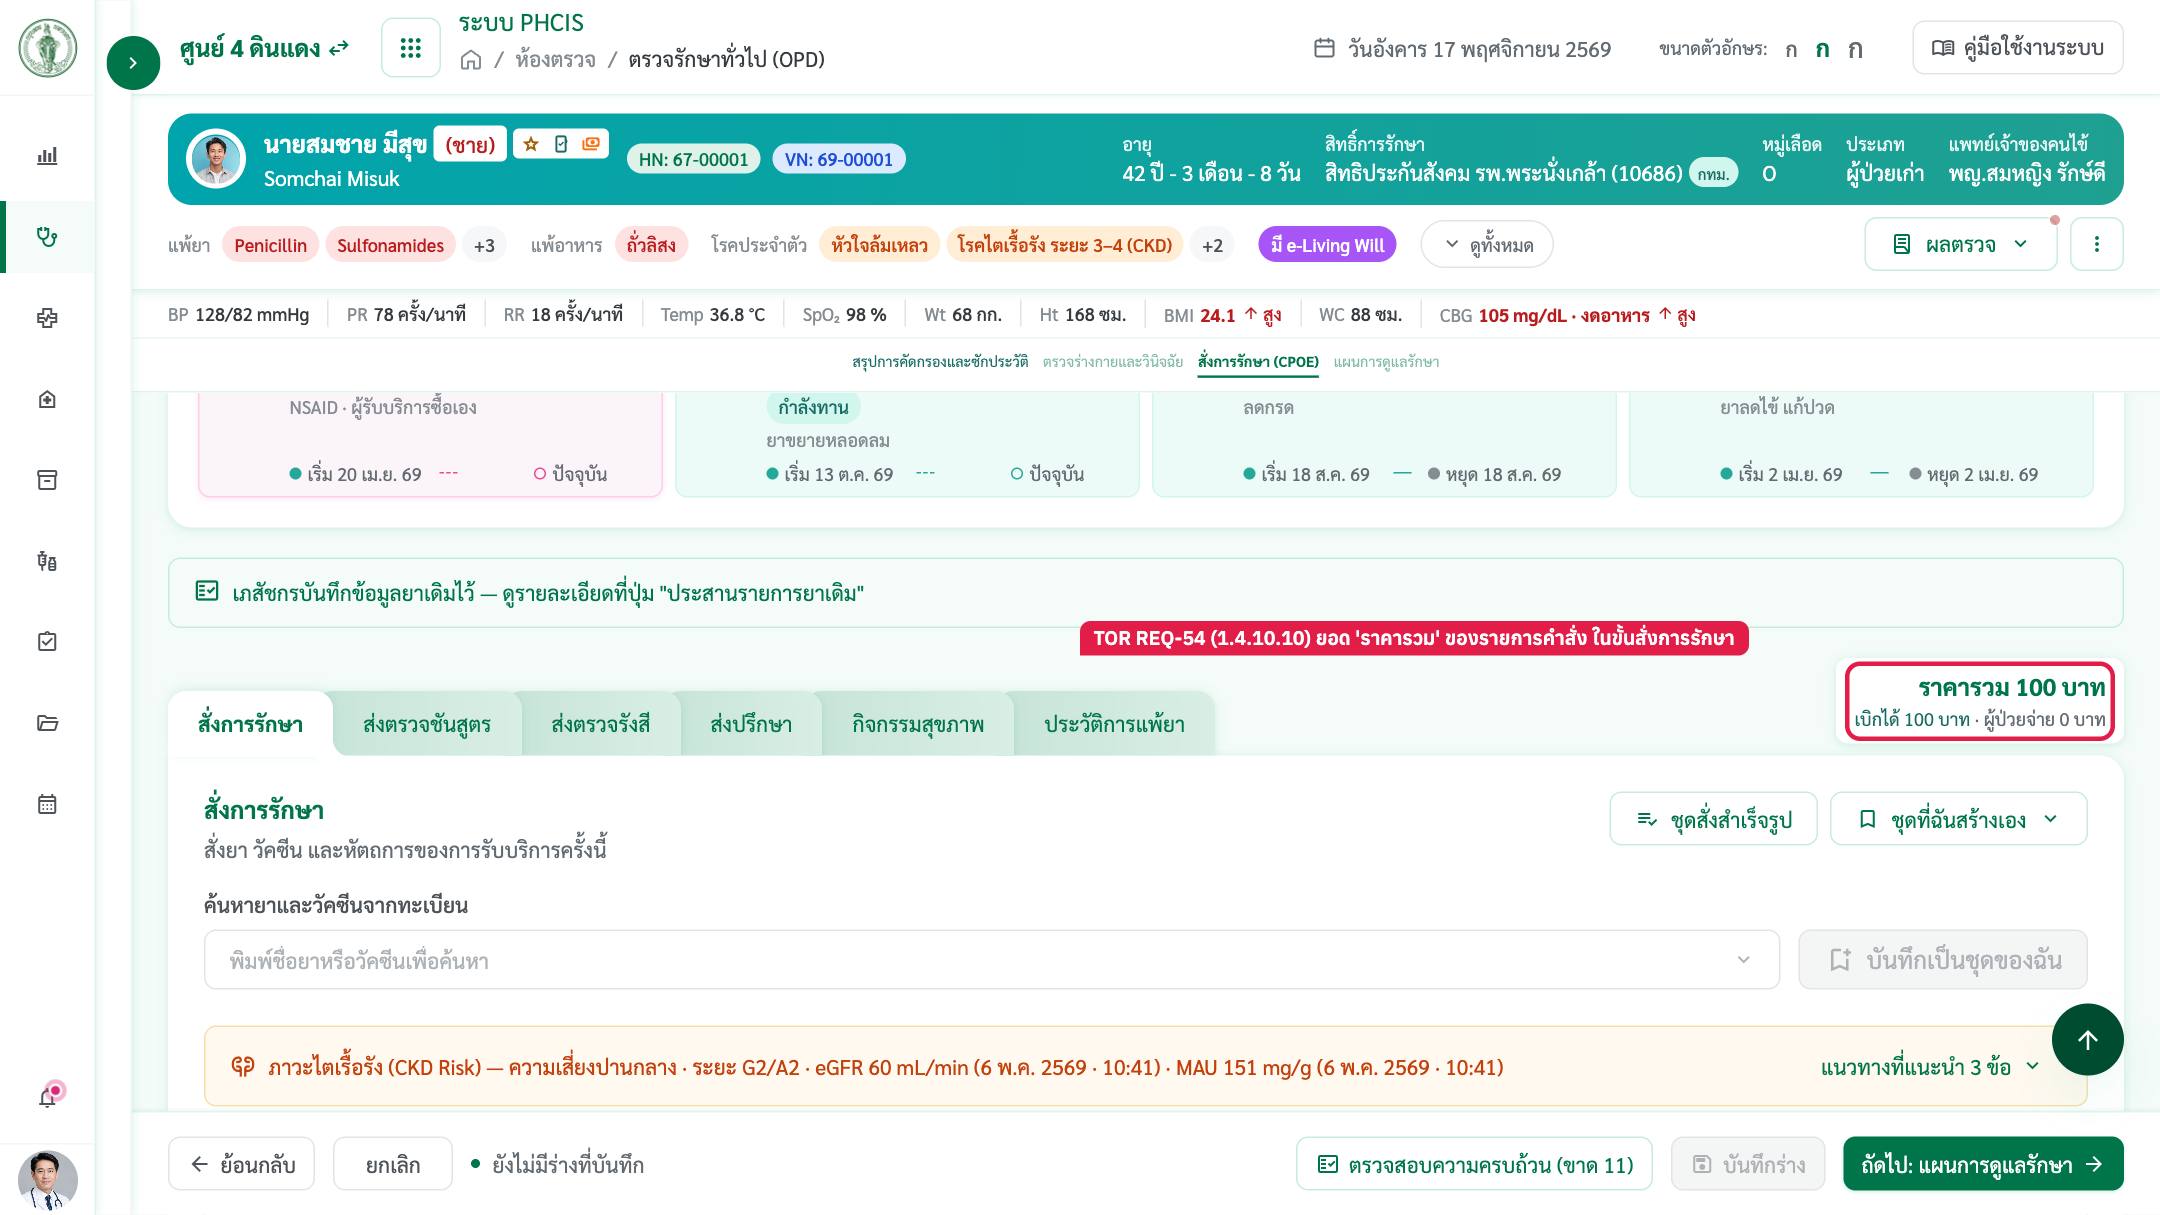 ศูนย์ 4 ดินแดง
ระบบ PHCIS
/ ห้องตรวจ / ตรวจรักษาทั่วไป (OPD)
วันอังคาร 17 พฤศจิกายน 2569
ขนาดตัวอักษร: ก ก ก
คู่มือใช้งานระบบ
นายสมชาย มีสุข (ชาย)
Somchai Misuk
HN: 67-00001
VN: 69-00001
อายุ
42 ปี - 3 เดือน - 8 วัน
สิทธิ์การรักษา
สิทธิประกันสังคม รพ.พระนั่งเกล้า (10686) กทม.
หมู่เลือด
O
ประเภท
ผู้ป่วยเก่า
แพทย์เจ้าของคนไข้
พญ.สมหญิง รักษ์ดี
แพ้ยา Penicillin Sulfonamides +3 แพ้อาหาร ถั่วลิสง โรคประจำตัว หัวใจล้มเหลว โรคไตเรื้อรัง ระยะ 3–4 (CKD) +2 มี e-Living Will ดูทั้งหมด
ผลตรวจ
BP 128/82 mmHg PR 78 ครั้ง/นาที RR 18 ครั้ง/นาที Temp 36.8 °C SpO₂ 98 % Wt 68 กก. Ht 168 ซม. BMI 24.1 ↑ สูง WC 88 ซม. CBG 105 mg/dL · งดอาหาร ↑ สูง
สรุปการคัดกรองและซักประวัติ ตรวจร่างกายและวินิจฉัย สั่งการรักษา (CPOE) แผนการดูแลรักษา
NSAID · ผู้รับบริการซื้อเอง
เริ่ม 20 เม.ย. 69 --- ปัจจุบัน
กำลังทาน
ยาขยายหลอดลม
เริ่ม 13 ต.ค. 69 --- ปัจจุบัน
ลดกรด
เริ่ม 18 ส.ค. 69 — หยุด 18 ส.ค. 69
ยาลดไข้ แก้ปวด
เริ่ม 2 เม.ย. 69 — หยุด 2 เม.ย. 69
เภสัชกรบันทึกข้อมูลยาเดิมไว้ — ดูรายละเอียดที่ปุ่ม "ประสานรายการยาเดิม"
TOR REQ-54 (1.4.10.10) ยอด 'ราคารวม' ของรายการคำสั่ง ในขั้นสั่งการรักษา
ราคารวม 100 บาท
เบิกได้ 100 บาท · ผู้ป่วยจ่าย 0 บาท
สั่งการรักษา ส่งตรวจชันสูตร ส่งตรวจรังสี ส่งปรึกษา กิจกรรมสุขภาพ ประวัติการแพ้ยา
สั่งการรักษา
สั่งยา วัคซีน และหัตถการของการรับบริการครั้งนี้
ชุดสั่งสำเร็จรูป
ชุดที่ฉันสร้างเอง
ค้นหายาและวัคซีนจากทะเบียน
พิมพ์ชื่อยาหรือวัคซีนเพื่อค้นหา
บันทึกเป็นชุดของฉัน
ภาวะไตเรื้อรัง (CKD Risk) — ความเสี่ยงปานกลาง · ระยะ G2/A2 · eGFR 60 mL/min (6 พ.ค. 2569 · 10:41) · MAU 151 mg/g (6 พ.ค. 2569 · 10:41)
แนวทางที่แนะนำ 3 ข้อ
ย้อนกลับ
ยกเลิก
ยังไม่มีร่างที่บันทึก
ตรวจสอบความครบถ้วน (ขาด 11)
บันทึกร่าง
ถัดไป: แผนการดูแลรักษา